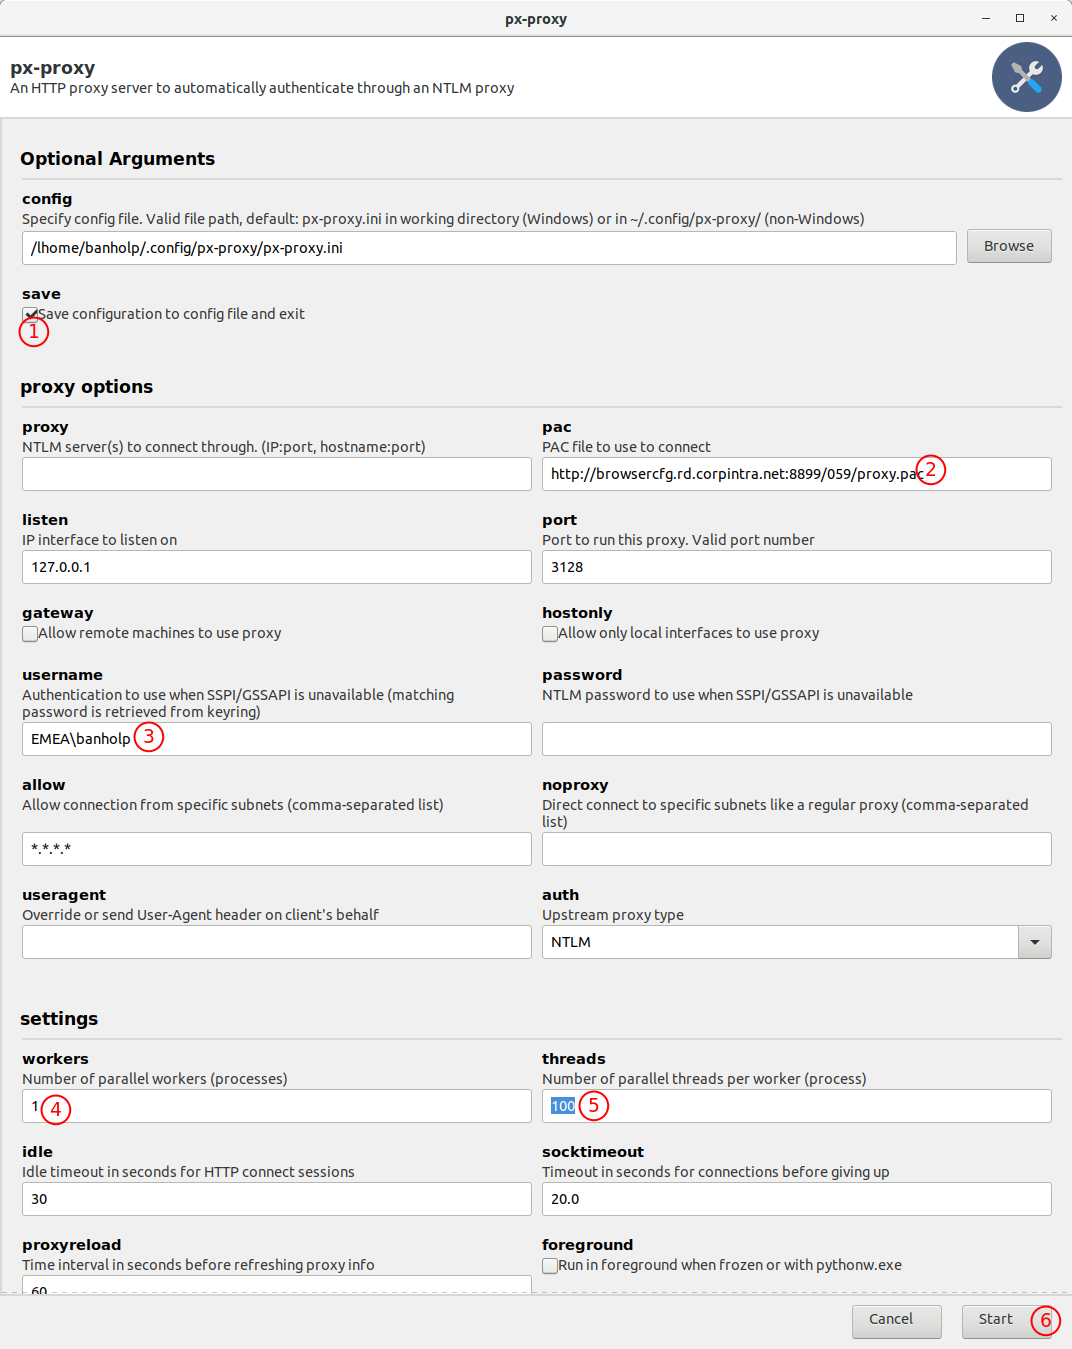 px-proxy
px-proxy
An HTTP proxy server to automatically authenticate through an NTLM proxy
Optional Arguments
config
Specify config file. Valid file path, default: px-proxy.ini in working directory (Windows) or in ~/.config/px-proxy/ (non-Windows)
/lhome/banholp/.config/px-proxy/px-proxy.ini
Browse
save
Save configuration to config file and exit
1
proxy options
proxy
NTLM server(s) to connect through. (IP:port, hostname:port)
pac
PAC file to use to connect
http://browsercfg.rd.corpintra.net:8899/059/proxy.pac
2
listen
IP interface to listen on
127.0.0.1
port
Port to run this proxy. Valid port number
3128
gateway
Allow remote machines to use proxy
hostonly
Allow only local interfaces to use proxy
username
Authentication to use when SSPI/GSSAPI is unavailable (matching
password is retrieved from keyring)
EMEA\banholp
3
password
NTLM password to use when SSPI/GSSAPI is unavailable
allow
Allow connection from specific subnets (comma-separated list)
*.*.*.*
noproxy
Direct connect to specific subnets like a regular proxy (comma-separated
list)
useragent
Override or send User-Agent header on client's behalf
auth
Upstream proxy type
NTLM
settings
workers
Number of parallel workers (processes)
1
4
threads
Number of parallel threads per worker (process)
100
5
idle
Idle timeout in seconds for HTTP connect sessions
30
socktimeout
Timeout in seconds for connections before giving up
20.0
proxyreload
Time interval in seconds before refreshing proxy info
60
foreground
Run in foreground when frozen or with pythonw.exe
Cancel
Start
6